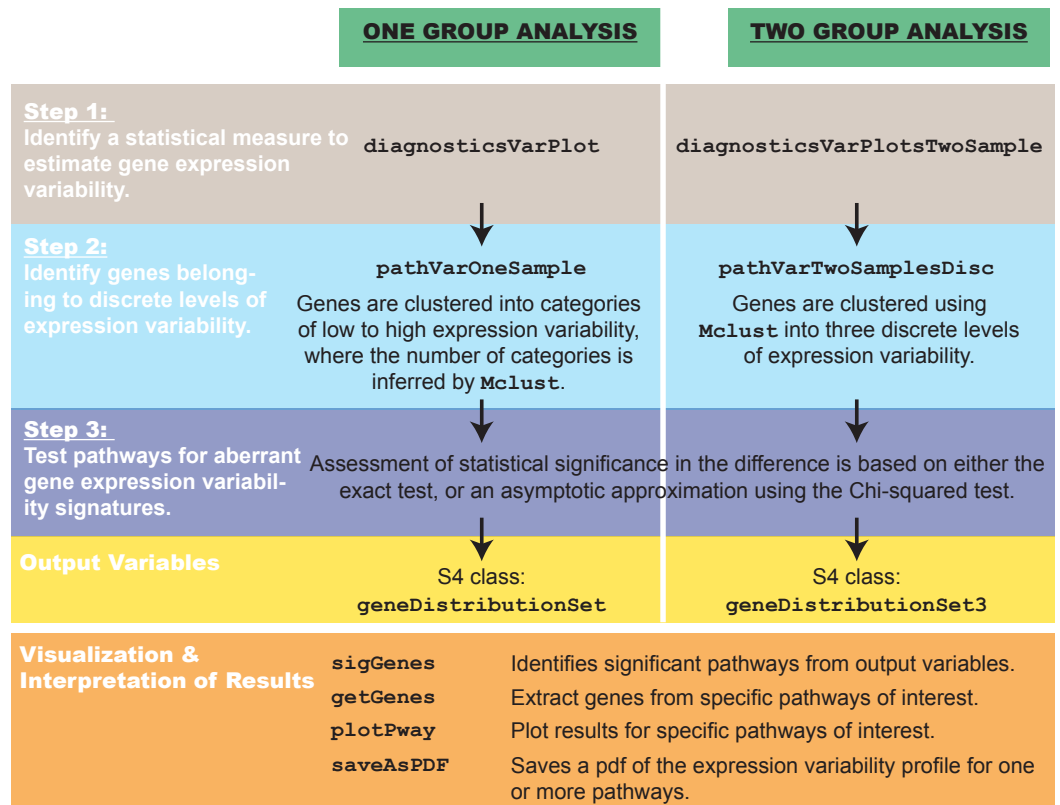 ONE GROUP ANALYSIS
TWO GROUP ANALYSIS
Step 1:
Identify a statistical measure to
estimate gene expression
variability.
diagnosticsVarPlot
diagnosticsVarPlotsTwoSample
Step 2:
Identify genes belong-
ing to discrete levels of
expression variability.
pathVarOneSample
Genes are clustered into categories
of low to high expression variability,
where the number of categories is
inferred by Mclust.
pathVarTwoSamplesDisc
Genes are clustered using
Mclust into three discrete levels
of expression variability.
Step 3:
Test pathways for aberrant
gene expression variabil-
ity signatures.
Assessment of statistical significance in the difference is based on either the
exact test, or an asymptotic approximation using the Chi-squared test.
Output Variables
S4 class:
geneDistributionSet
S4 class:
geneDistributionSet3
Visualization &
Interpretation of Results
sigGenes Identifies significant pathways from output variables.
getGenes Extract genes from specific pathways of interest.
plotPway Plot results for specific pathways of interest.
saveAsPDF Saves a pdf of the expression variability profile for one
or more pathways.